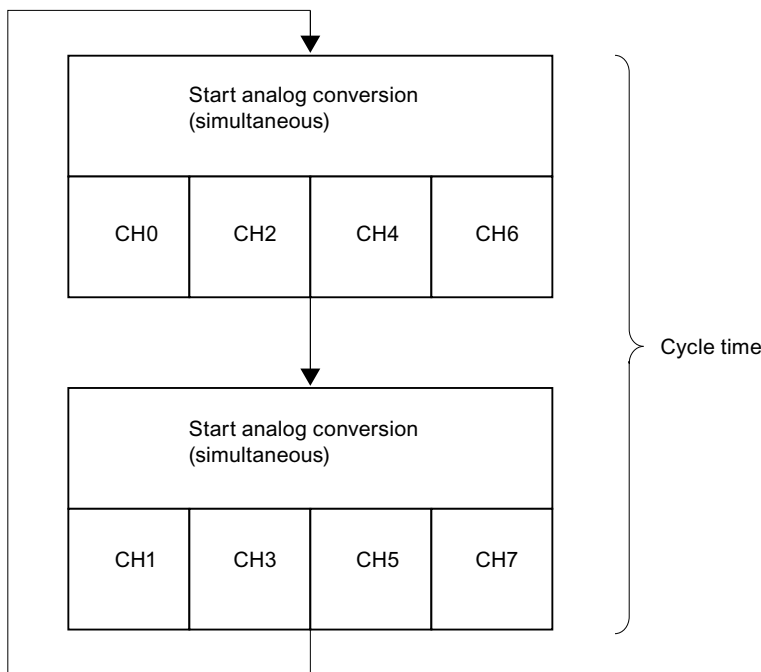 Start analog conversion
(simultaneous)
CH0 CH2 CH4 CH6
Cycle time
Start analog conversion
(simultaneous)
CH1 CH3 CH5 CH7